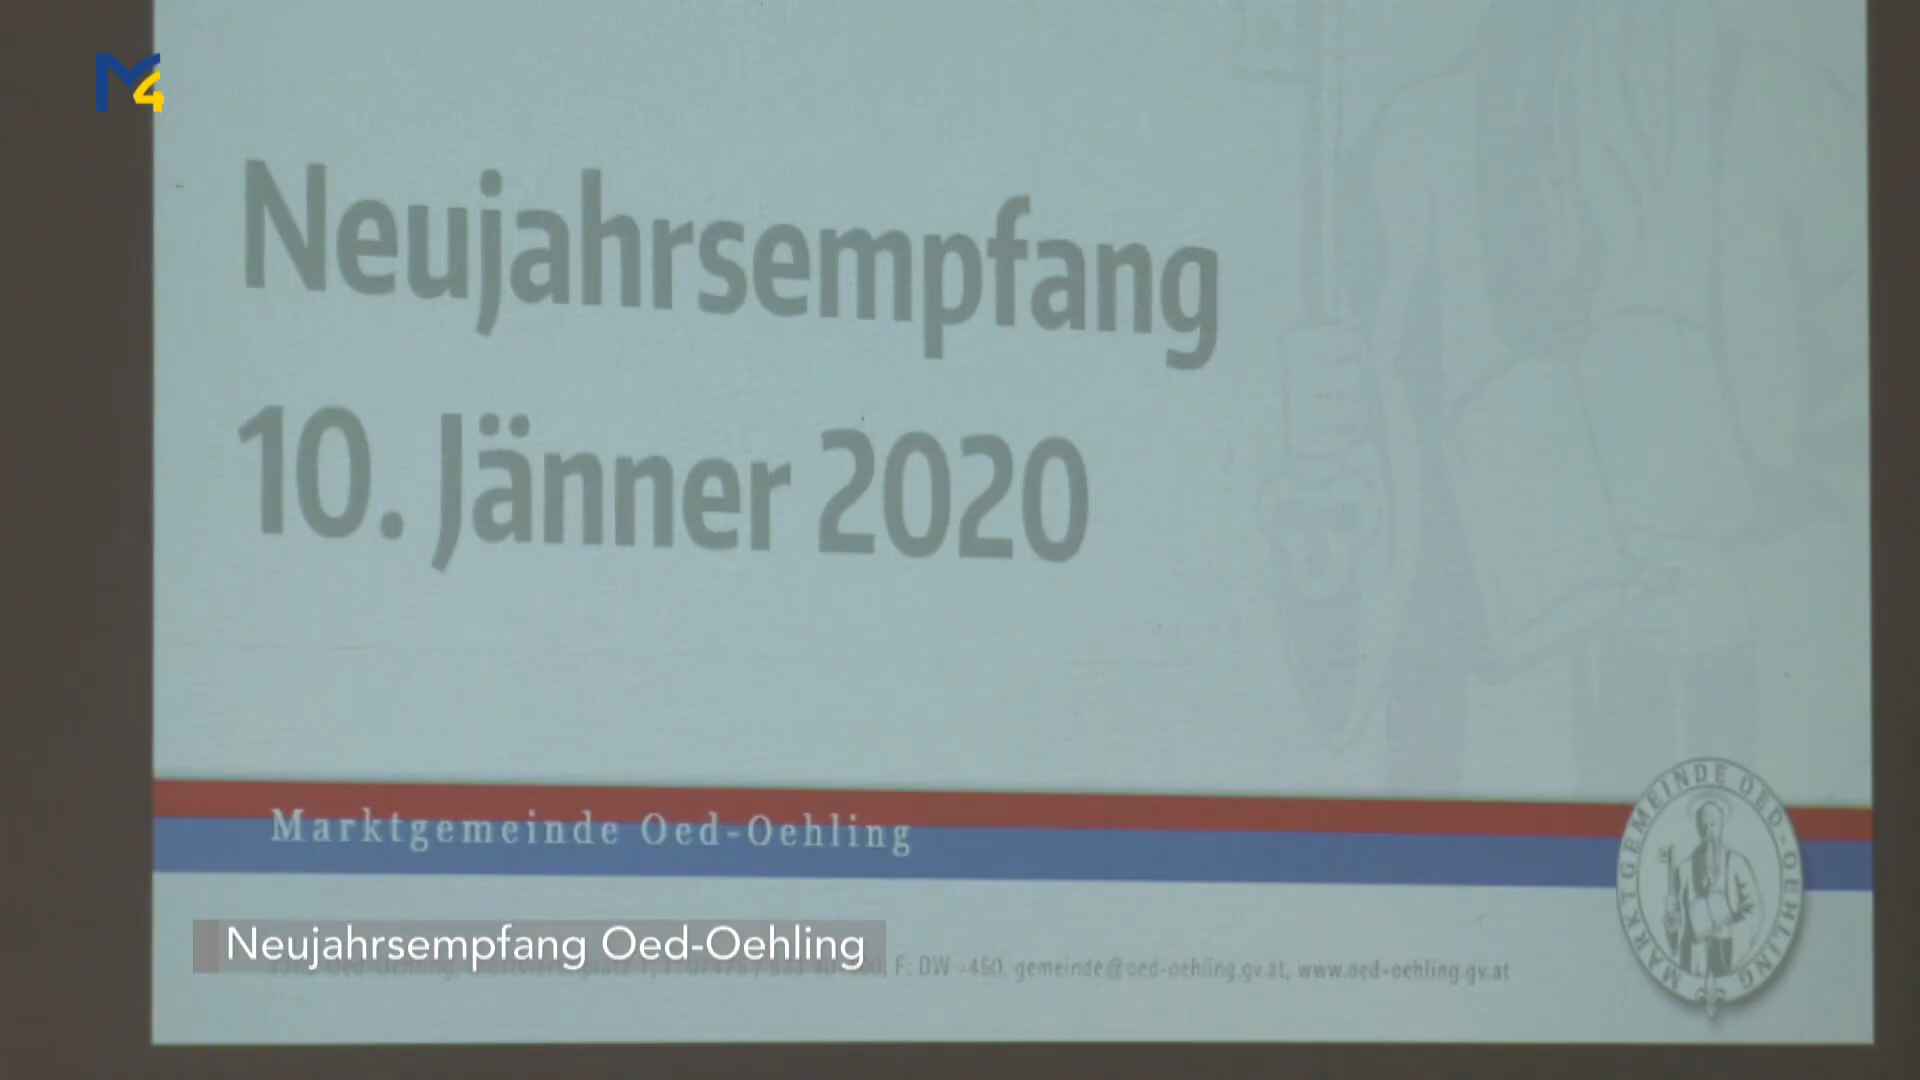 M4
Neujahrsempfang
10. Jänner 2020
Marktgemeinde Oed-Oehling
MARKTGEMEINDE OED-OEHLING
Neujahrsempfang Oed-Oehling
F: DW -450, gemeinde@oed-oehling.gv.at, www.oed-oehling.gv.at